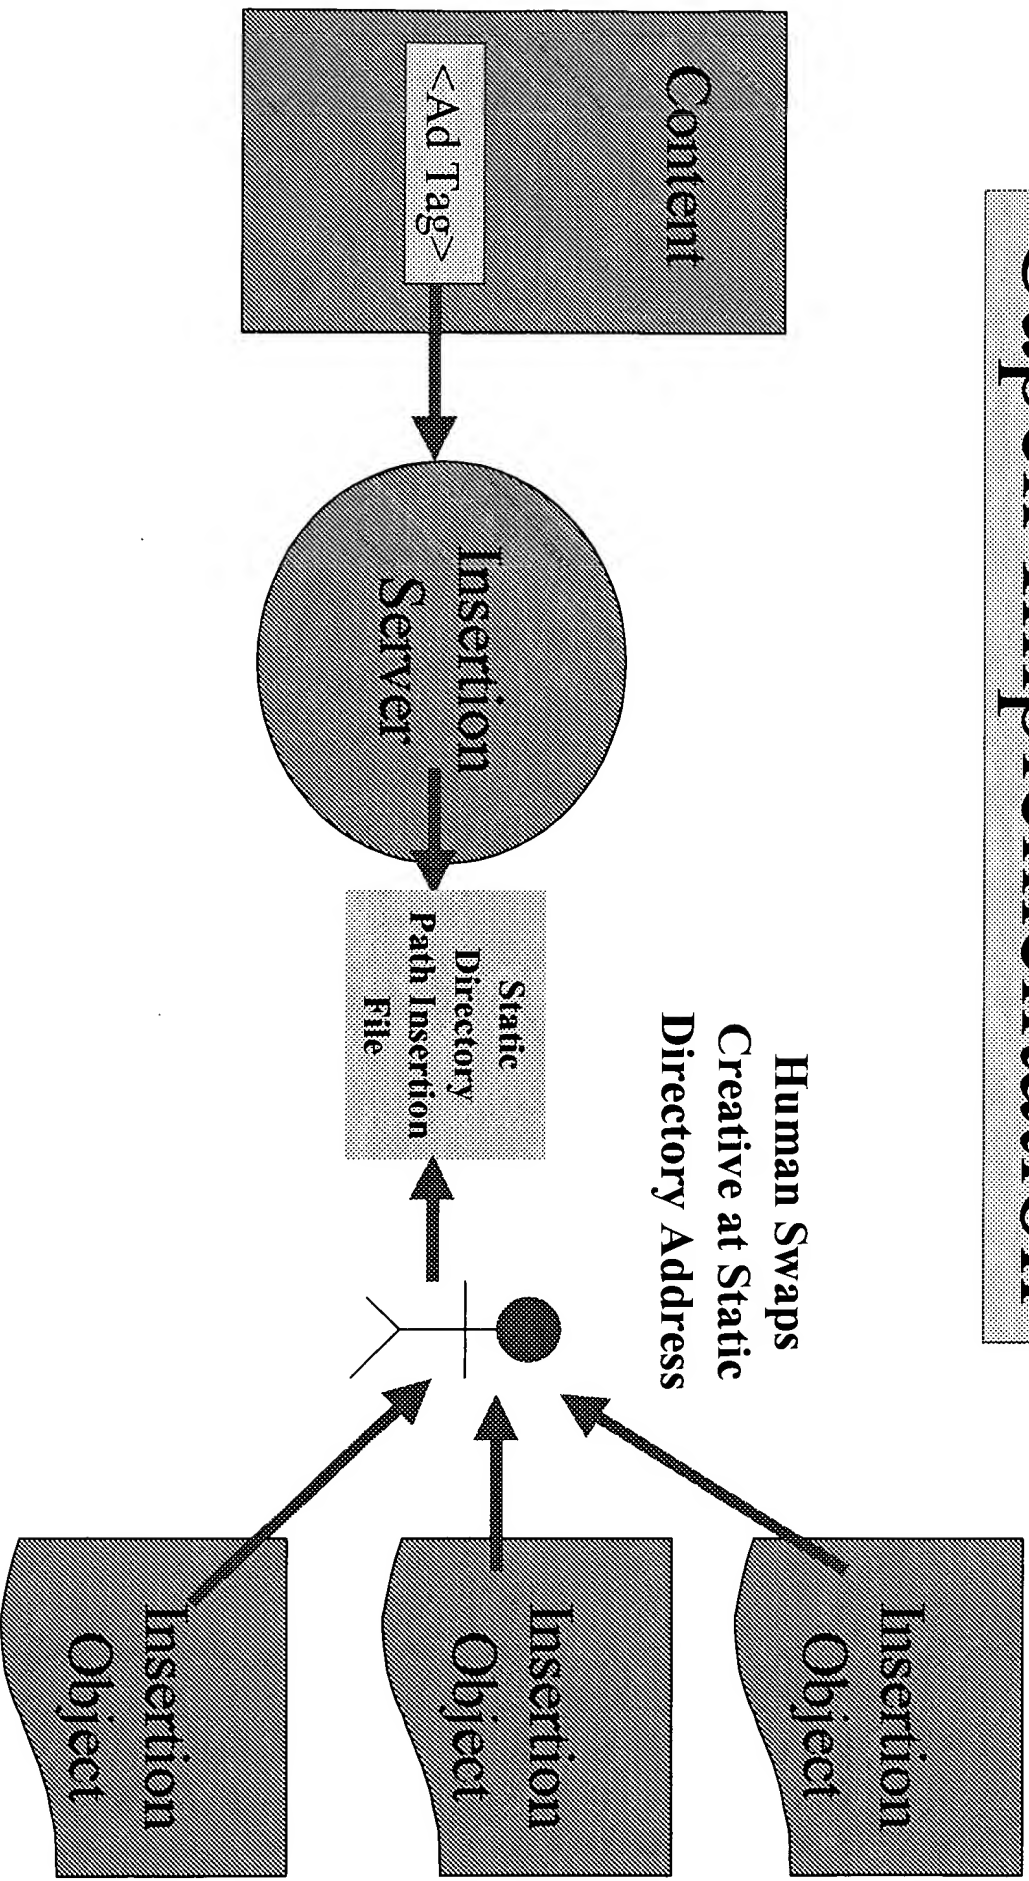 Content
<Ad Tag>
Insertion
Server
Static
Directory
Path Insertion
File
Human Swaps
Creative at Static
Directory Address
Insertion
Object
Insertion
Object
Insertion
Object